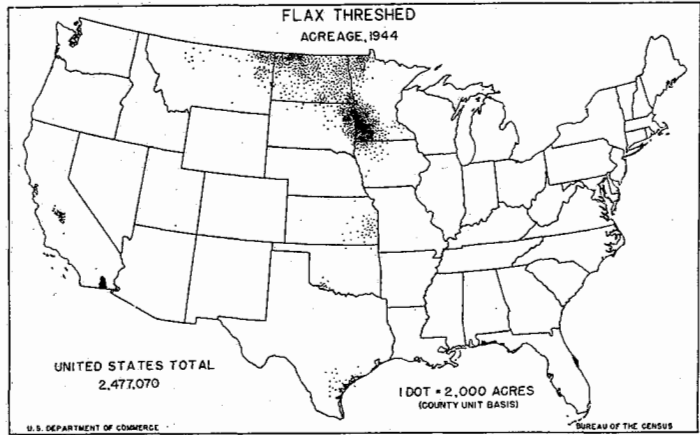 FLAX THRESHED
ACREAGE, 1944
UNITED STATES TOTAL
2,477,070
1 DOT = 2,000 ACRES
(COUNTY UNIT BASIS)
U.S. DEPARTMENT OF COMMERCE
BUREAU OF THE CENSUS